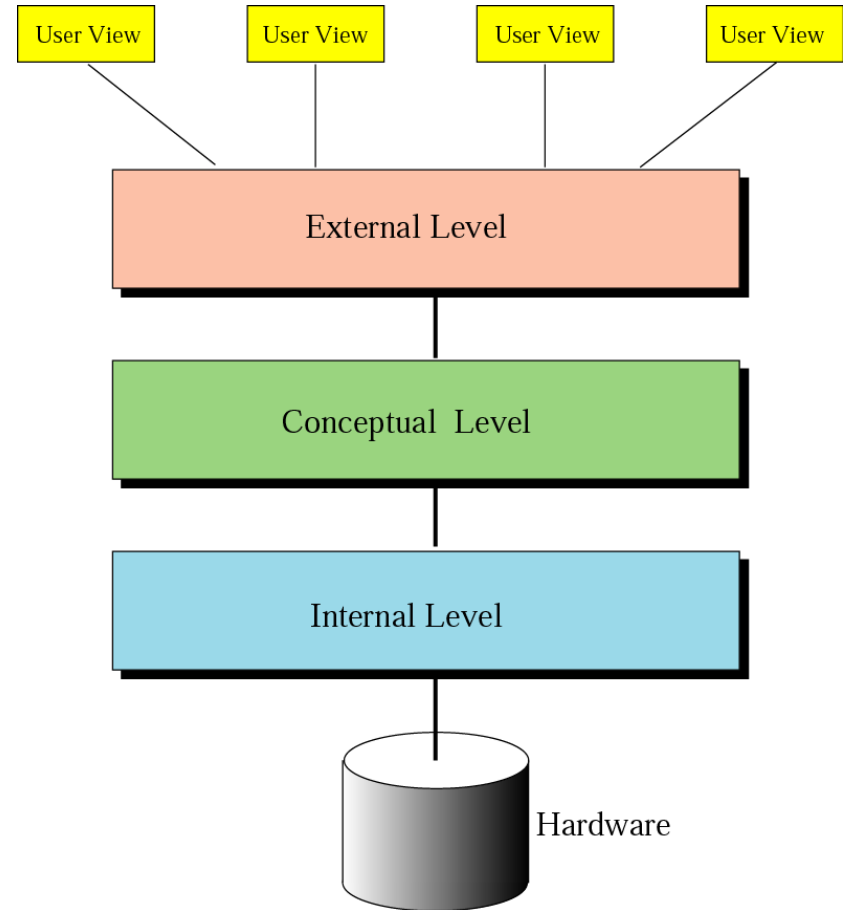 User View
User View
User View
User View
External Level
Conceptual Level
Internal Level
Hardware